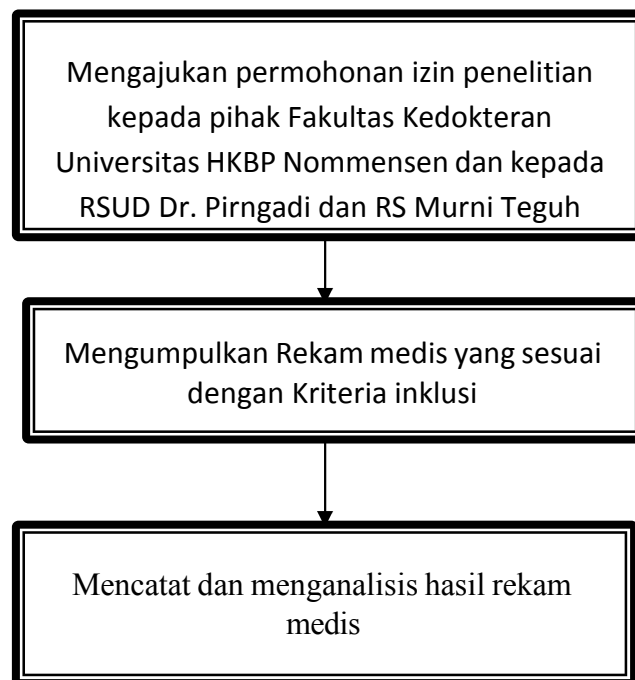 Mengajukan permohonan izin penelitian
kepada pihak Fakultas Kedokteran
Universitas HKBP Nommensen dan kepada
RSUD Dr. Pirngadi dan RS Murni Teguh
Mengumpulkan Rekam medis yang sesuai
dengan Kriteria inklusi
Mencatat dan menganalisis hasil rekam
medis